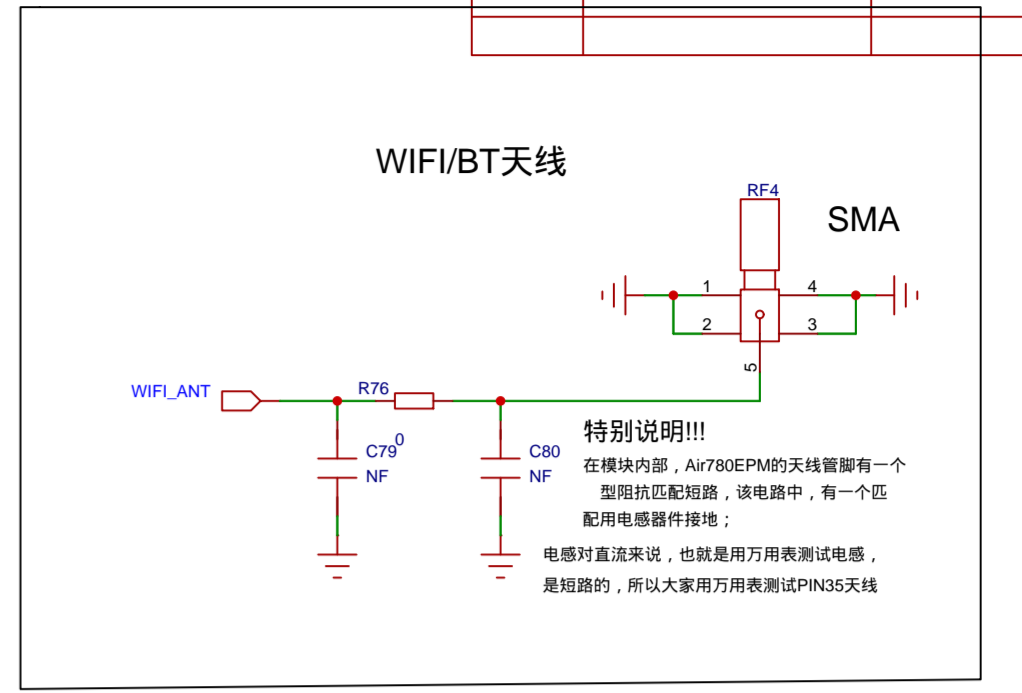 WIFI/BT天线
RF4
SMA
1
4
2
3
5
WIFI_ANT
R76
0
C79
NF
C80
NF
特别说明!!!
在模块内部，Air780EPM的天线管脚有一个
型阻抗匹配短路，该电路中，有一个匹
配用电感器件接地；
电感对直流来说，也就是用万用表测试电感，
是短路的，所以大家用万用表测试PIN35天线